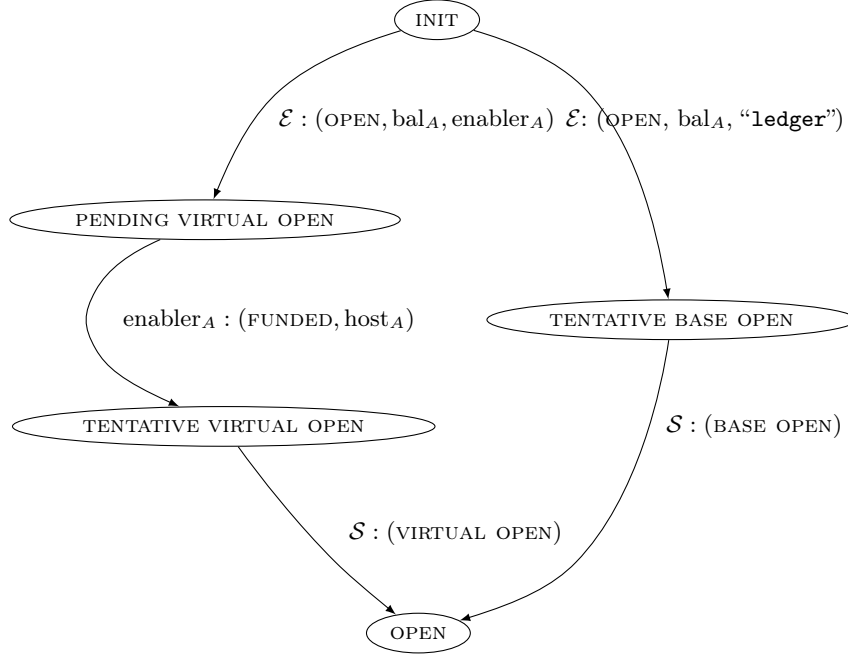 INIT
ℰ : (OPEN, bal_A, enabler_A) ℰ: (OPEN, bal_A, “ledger”)
PENDING VIRTUAL OPEN
enabler_A : (FUNDED, host_A)
TENTATIVE BASE OPEN
TENTATIVE VIRTUAL OPEN
𝒮 : (BASE OPEN)
𝒮 : (VIRTUAL OPEN)
OPEN